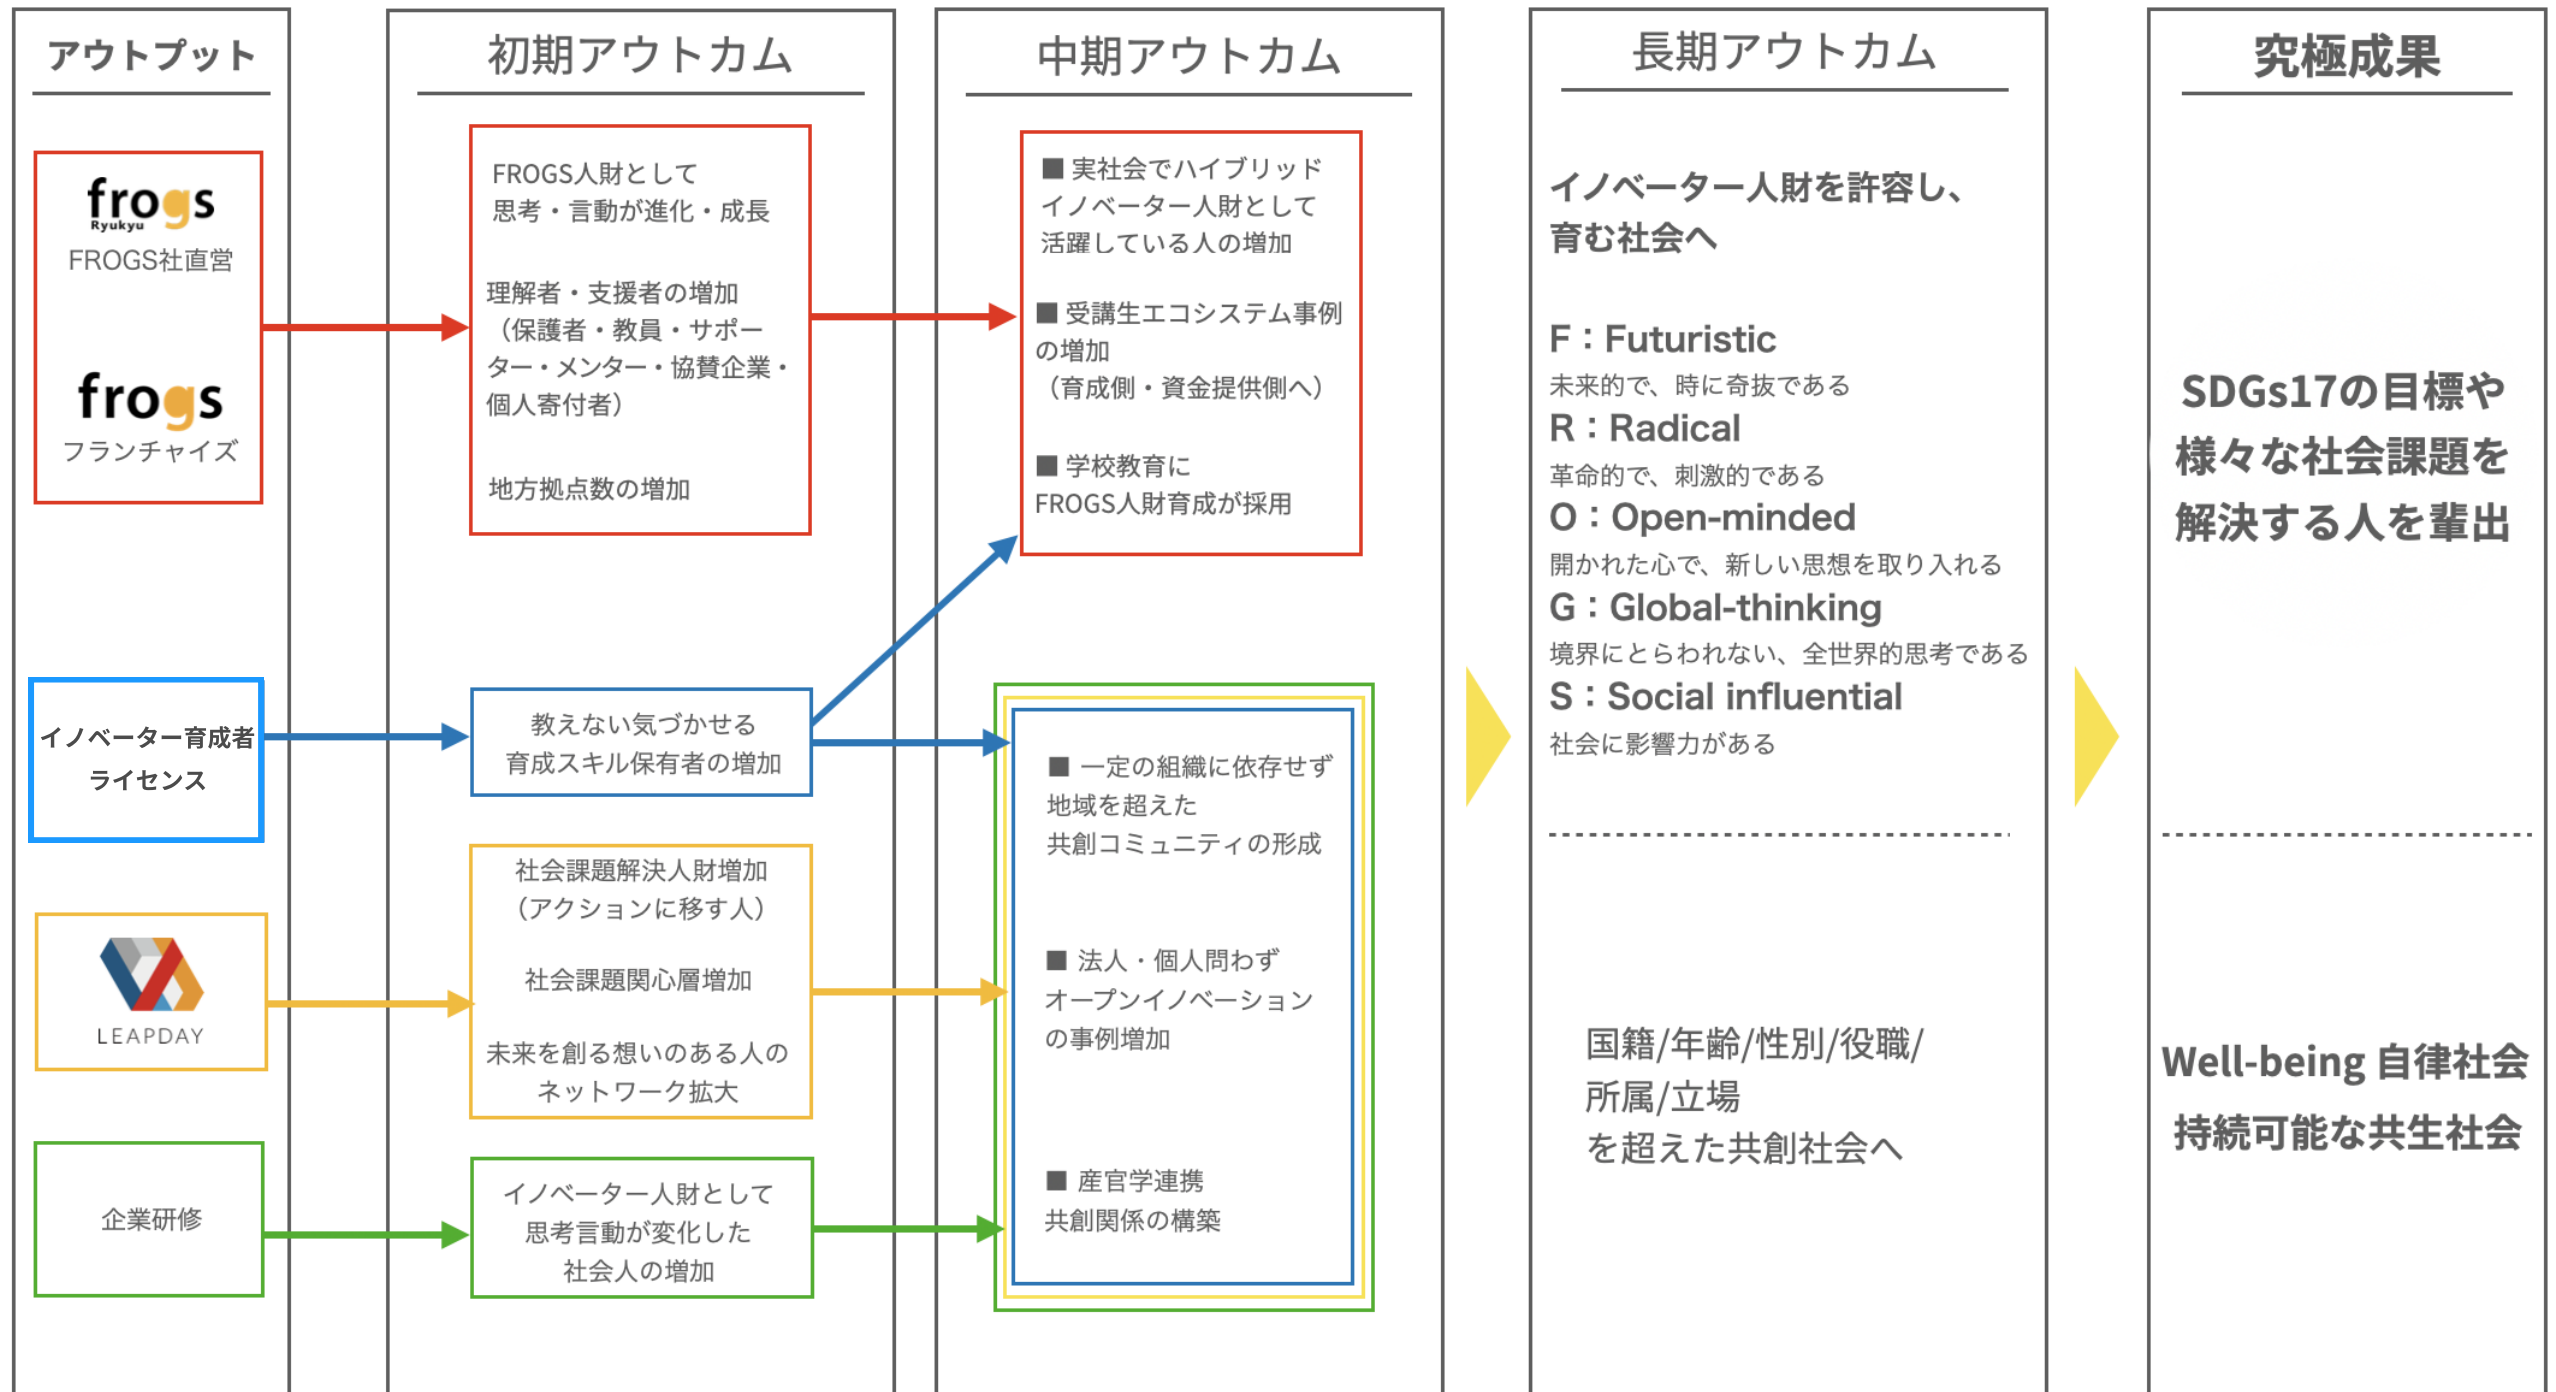 アウトプット
frogs
Ryukyu
FROGS社直営
frogs
フランチャイズ
イノベーター育成者
ライセンス
LEAPDAY
企業研修
初期アウトカム
FROGS人財として
思考・言動が進化・成長
理解者・支援者の増加
（保護者・教員・サポー
ター・メンター・協賛企業・
個人寄付者）
地方拠点数の増加
教えない気づかせる
育成スキル保有者の増加
社会課題解決人財増加
（アクションに移す人）
社会課題関心層増加
未来を創る想いのある人の
ネットワーク拡大
イノベーター人財として
思考言動が変化した
社会人の増加
中期アウトカム
■ 実社会でハイブリッド
イノベーター人財として
活躍している人の増加
■ 受講生エコシステム事例
の増加
（育成側・資金提供側へ）
■ 学校教育に
FROGS人財育成が採用
■ 一定の組織に依存せず
地域を超えた
共創コミュニティの形成
■ 法人・個人問わず
オープンイノベーション
の事例増加
■ 産官学連携
共創関係の構築
長期アウトカム
イノベーター人財を許容し、
育む社会へ
F：Futuristic
未来的で、時に奇抜である
R：Radical
革命的で、刺激的である
O：Open-minded
開かれた心で、新しい思想を取り入れる
G：Global-thinking
境界にとらわれない、全世界的思考である
S：Social influential
社会に影響力がある
国籍/年齢/性別/役職/
所属/立場
を超えた共創社会へ
究極成果
SDGs17の目標や
様々な社会課題を
解決する人を輩出
Well-being 自律社会
持続可能な共生社会